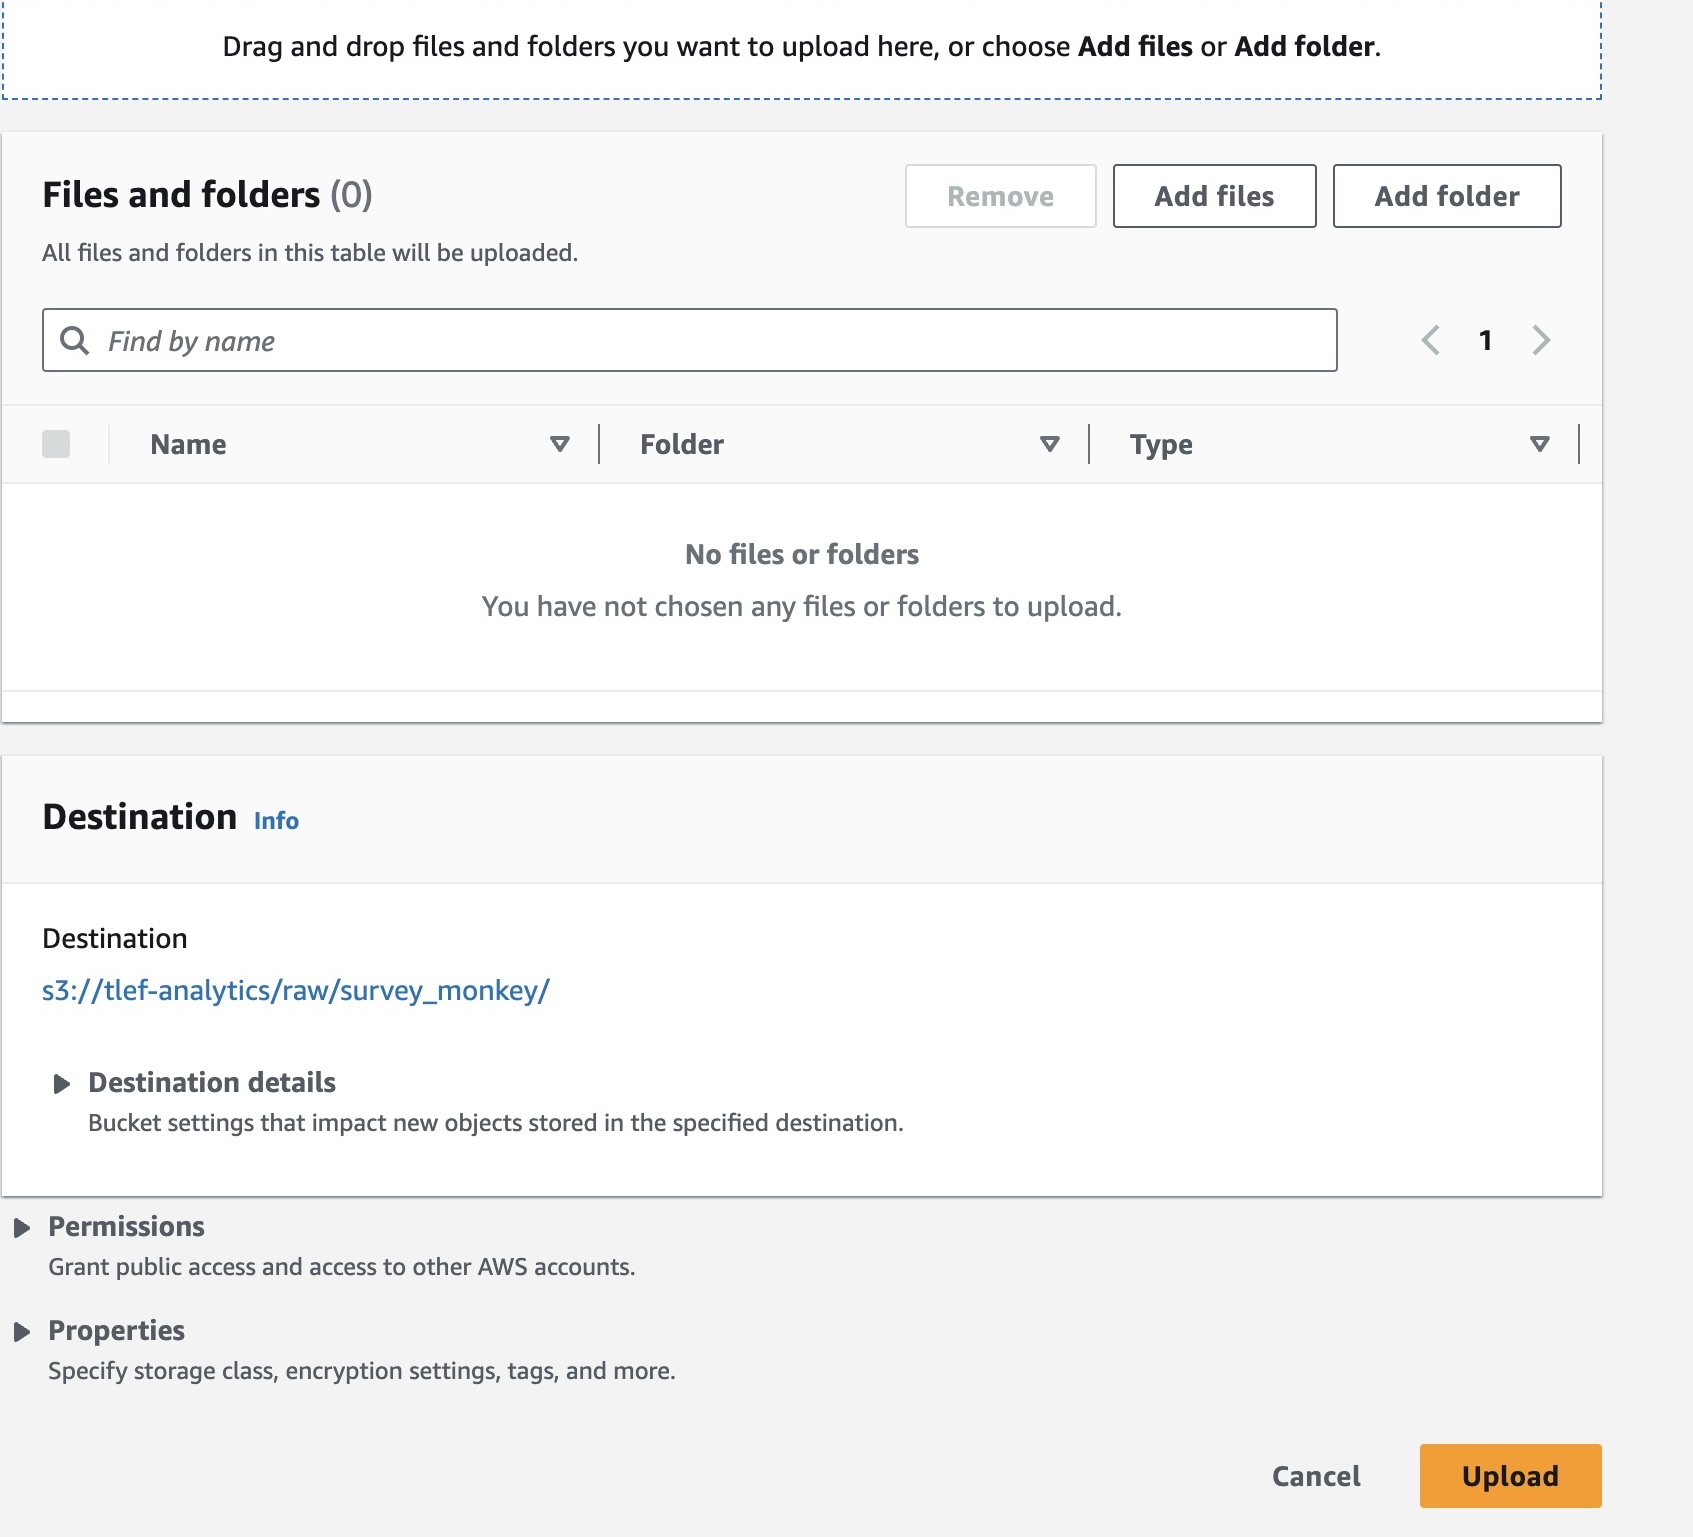 Drag and drop files and folders you want to upload here, or choose Add files or Add folder.
Files and folders (0)
Remove
Add files
Add folder
All files and folders in this table will be uploaded.
Find by name
1
Name
Folder
Type
No files or folders
You have not chosen any files or folders to upload.
Destination Info
Destination
s3://tlef-analytics/raw/survey_monkey/
Destination details
Bucket settings that impact new objects stored in the specified destination.
Permissions
Grant public access and access to other AWS accounts.
Properties
Specify storage class, encryption settings, tags, and more.
Cancel
Upload